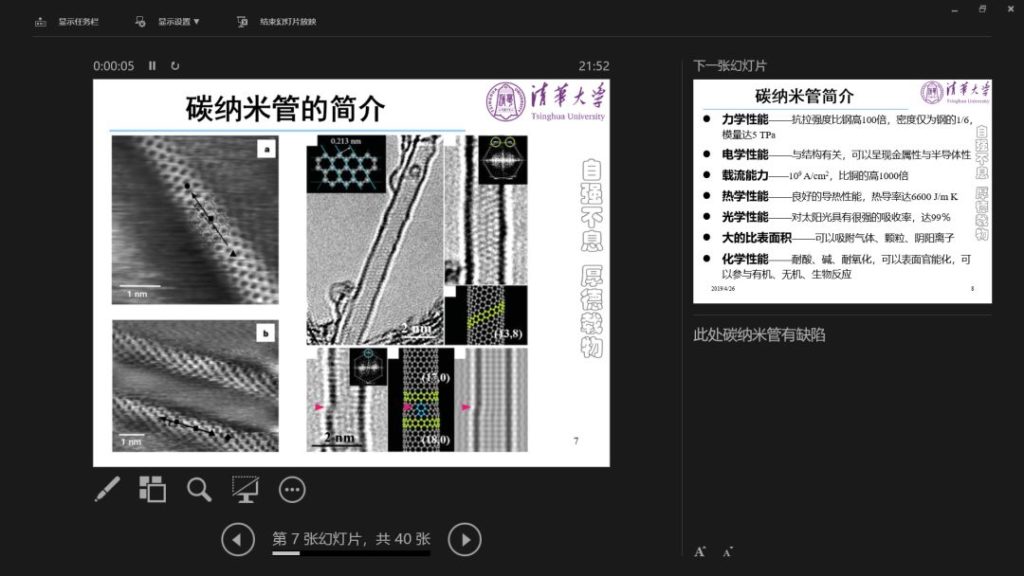 显示任务栏
显示设置 ▼
结束幻灯片放映
0:00:05
21:52
碳纳米管的简介
清华大学
Tsinghua University
a
1 nm
b
1 nm
0.213 nm
2 nm
(13,8)
(17,0)
(18,0)
2 nm
自强不息 厚德载物
7
第 7 张幻灯片，共 40 张
下一张幻灯片
碳纳米管简介
清华大学
Tsinghua University
● 力学性能——抗拉强度比钢高100倍，密度仅为钢的1/6，
模量达5 TPa
● 电学性能——与结构有关，可以呈现金属性与半导体性
● 载流能力——10⁹ A/cm²，比铜的高1000倍
● 热学性能——良好的导热性能，热导率达6600 J/m K
● 光学性能——对太阳光具有很强的吸收率，达99%
● 大的比表面积——可以吸附气体、颗粒、阴阳离子
● 化学性能——耐酸、碱、耐氧化，可以表面官能化，可
以参与有机、无机、生物反应
自强不息 厚德载物
2019/4/26
8
此处碳纳米管有缺陷
A
A